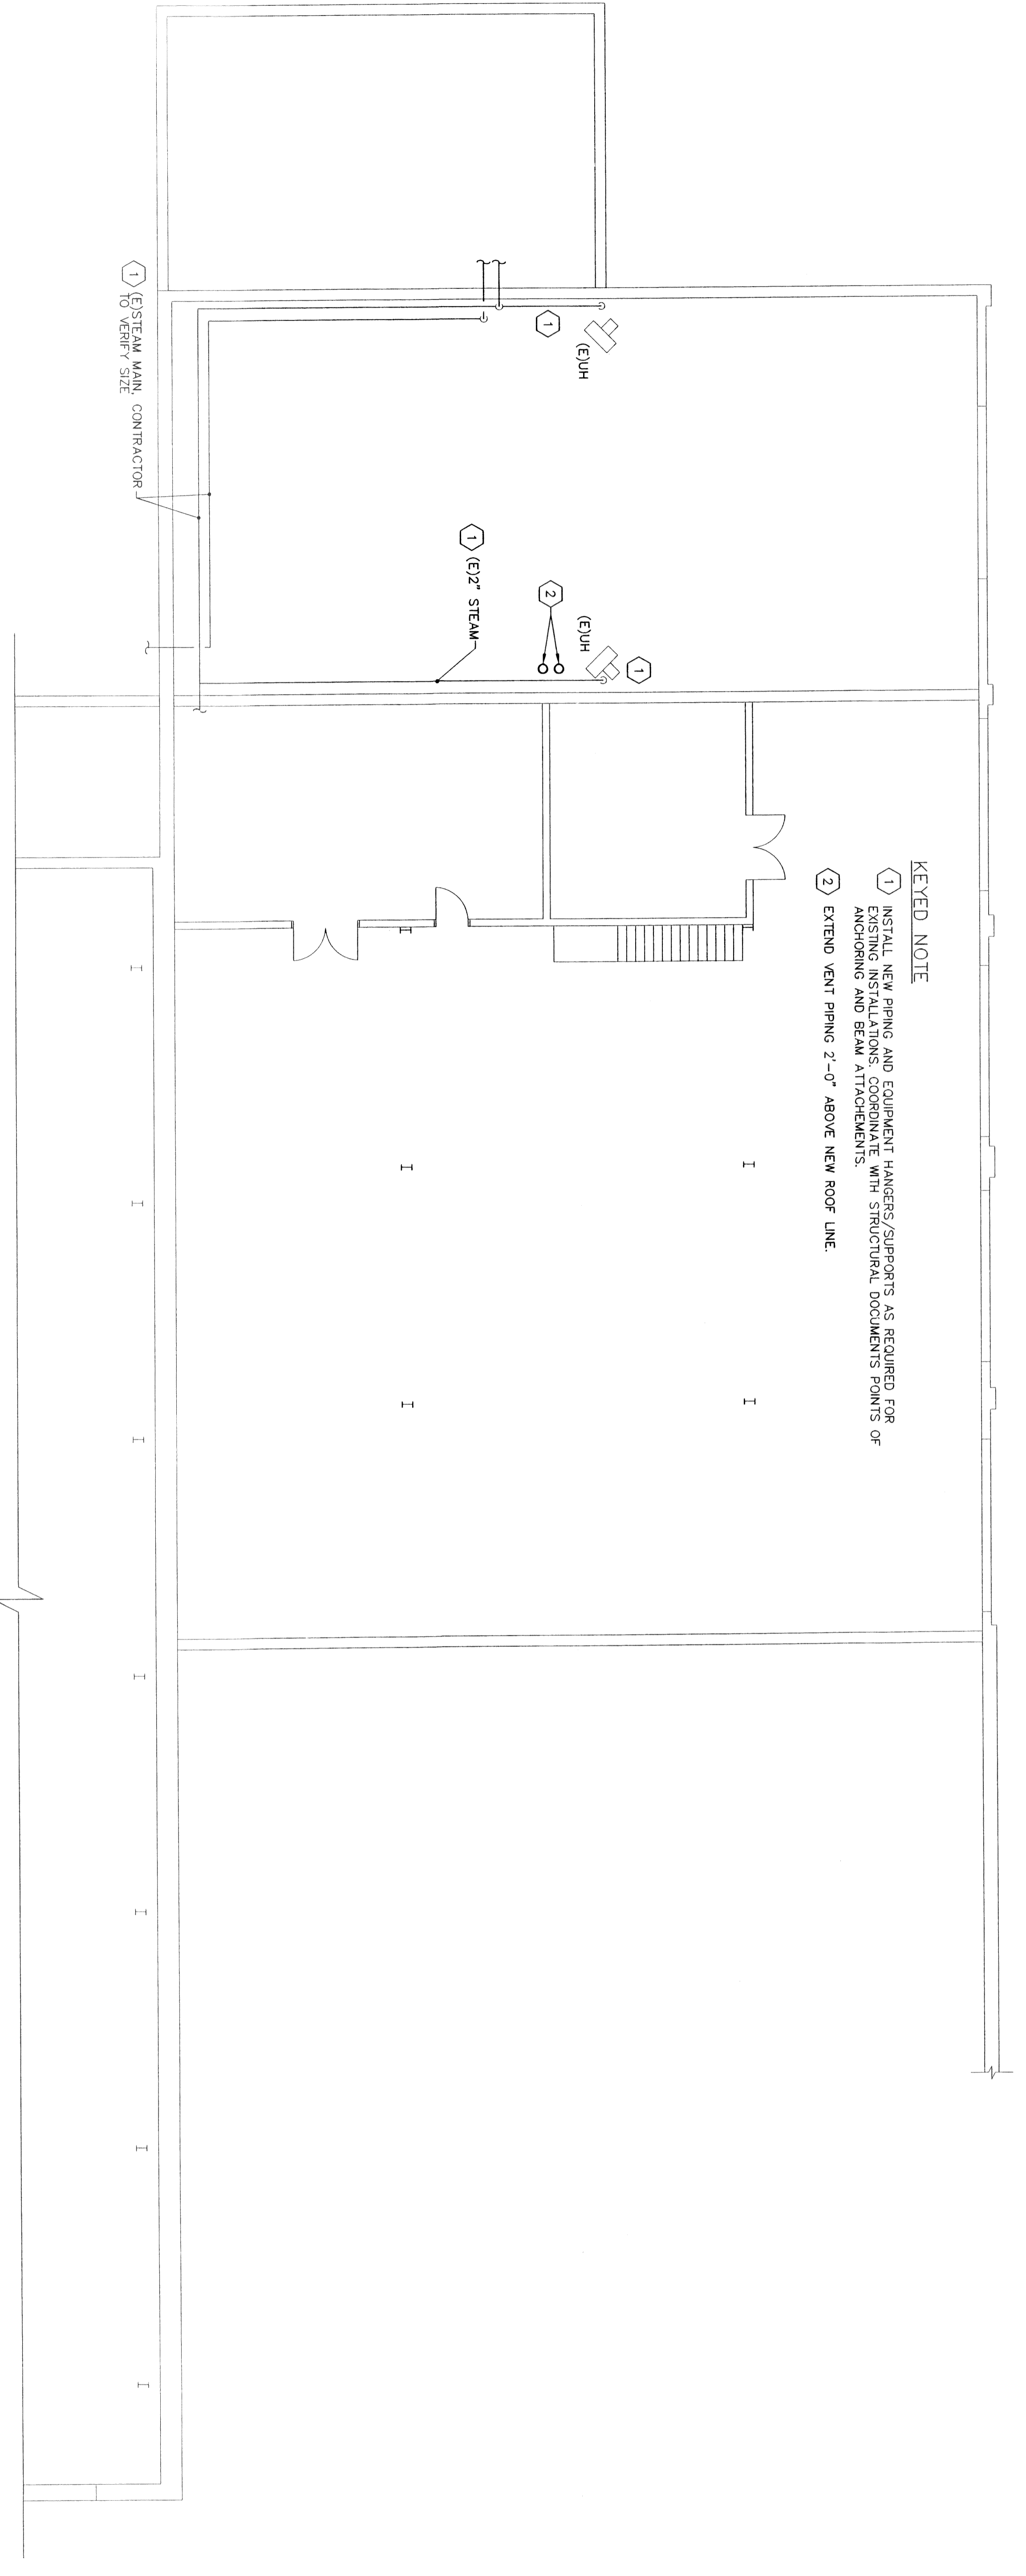 KEYED NOTE
1 INSTALL NEW PIPING AND EQUIPMENT HANGERS/SUPPORTS AS REQUIRED FOR
EXISTING INSTALLATIONS. COORDINATE WITH STRUCTURAL DOCUMENTS POINTS OF
ANCHORING AND BEAM ATTACHEMENTS.
2 EXTEND VENT PIPING 2'-0" ABOVE NEW ROOF LINE.
1
(E)UH
1
(E)UH
2
1 (E)2" STEAM
1 (E)STEAM MAIN, CONTRACTOR
TO VERIFY SIZE